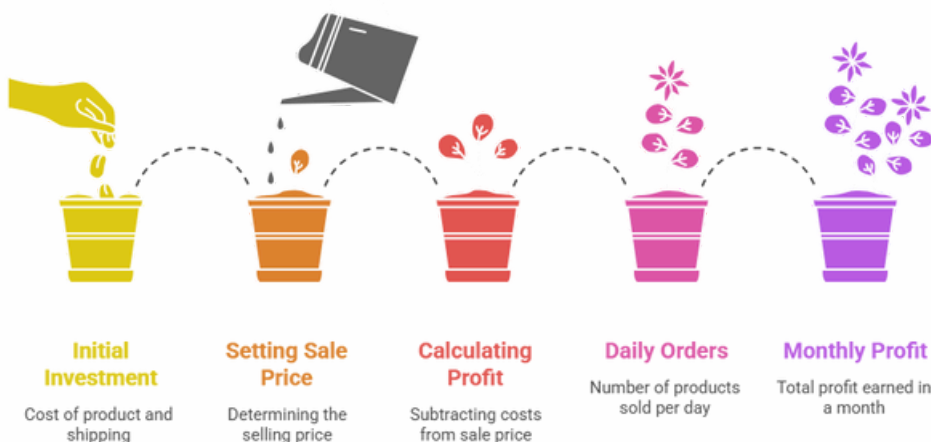 Initial
Investment
Cost of product and
shipping
Setting Sale
Price
Determining the
selling price
Calculating
Profit
Subtracting costs
from sale price
Daily Orders
Number of products
sold per day
Monthly Profit
Total profit earned in
a month